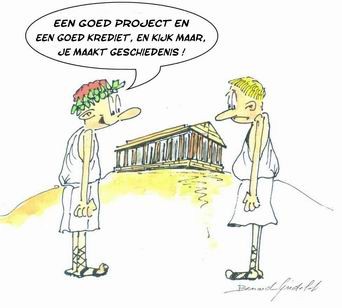 EEN GOED PROJECT EN
EEN GOED KREDIET, EN KIJK MAAR,
JE MAAKT GESCHIEDENIS !